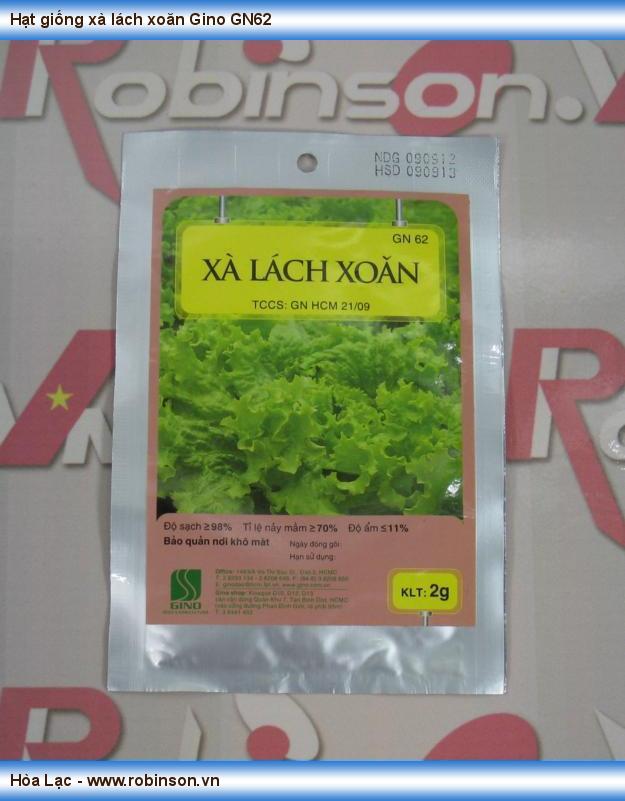 Hạt giống xà lách xoăn Gino GN62
Robinson.V
NDG 090912
HSD 090913
GN 62
XÀ LÁCH XOĂN
TCCS: GN HCM 21/09
Độ sạch ≥98% Tỉ lệ nảy mầm ≥70% Độ ẩm ≤11%
Bảo quản nơi khô mát
Ngày đóng gói:
Hạn sử dụng:
GINO
KLT: 2g
Hòa Lạc - www.robinson.vn